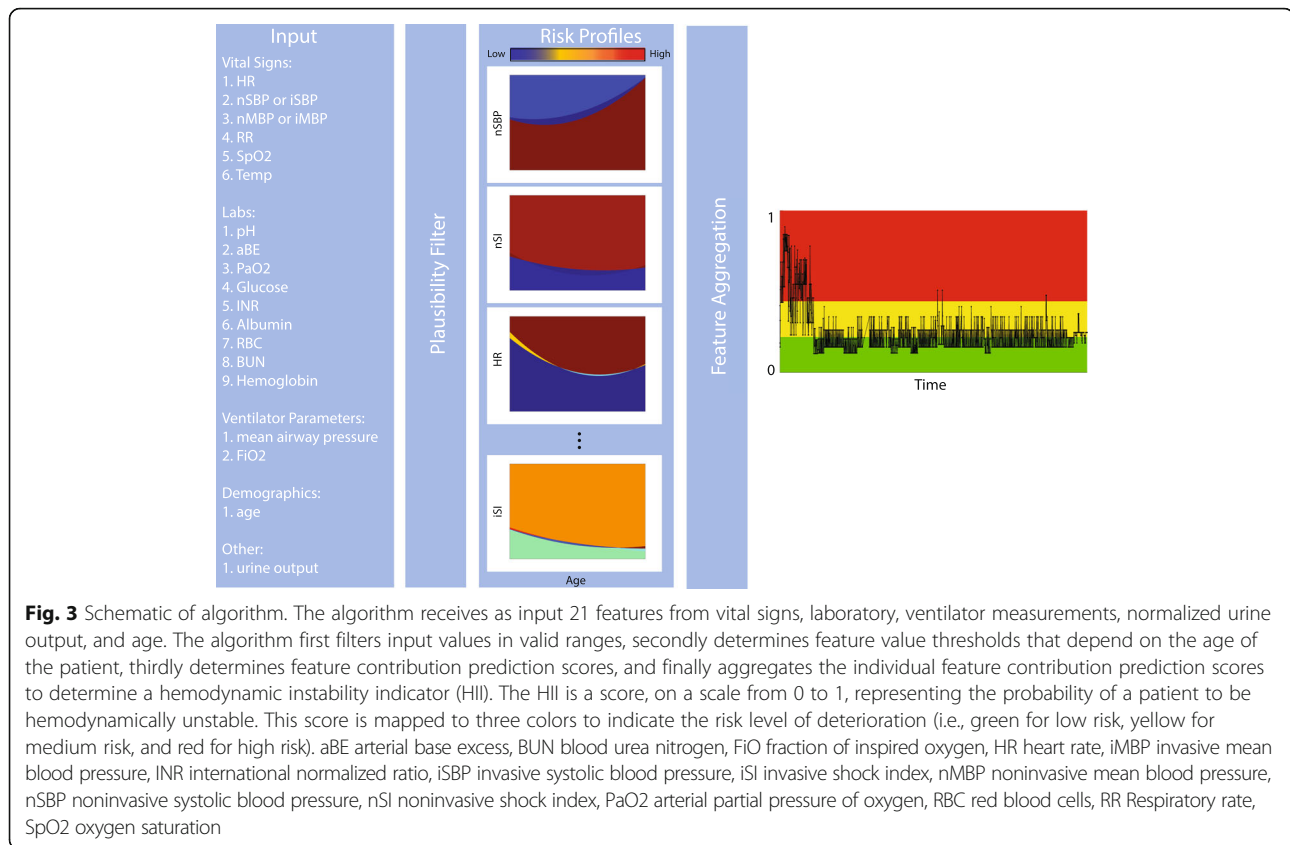 Input
Vital Signs:
1. HR
2. nSBP or iSBP
3. nMBP or iMBP
4. RR
5. SpO2
6. Temp
Labs:
1. pH
2. aBE
3. PaO2
4. Glucose
5. INR
6. Albumin
7. RBC
8. BUN
9. Hemoglobin
Ventilator Parameters:
1. mean airway pressure
2. FiO2
Demographics:
1. age
Other:
1. urine output
Plausibility Filter
Risk Profiles
Low
High
nSBP
nSI
HR
iSI
Age
Feature Aggregation
1
0
Time
Fig. 3 Schematic of algorithm. The algorithm receives as input 21 features from vital signs, laboratory, ventilator measurements, normalized urine
output, and age. The algorithm first filters input values in valid ranges, secondly determines feature value thresholds that depend on the age of
the patient, thirdly determines feature contribution prediction scores, and finally aggregates the individual feature contribution prediction scores
to determine a hemodynamic instability indicator (HII). The HII is a score, on a scale from 0 to 1, representing the probability of a patient to be
hemodynamically unstable. This score is mapped to three colors to indicate the risk level of deterioration (i.e., green for low risk, yellow for
medium risk, and red for high risk). aBE arterial base excess, BUN blood urea nitrogen, FiO fraction of inspired oxygen, HR heart rate, iMBP invasive mean
blood pressure, INR international normalized ratio, iSBP invasive systolic blood pressure, iSI invasive shock index, nMBP noninvasive mean blood pressure,
nSBP noninvasive systolic blood pressure, nSI noninvasive shock index, PaO2 arterial partial pressure of oxygen, RBC red blood cells, RR Respiratory rate,
SpO2 oxygen saturation